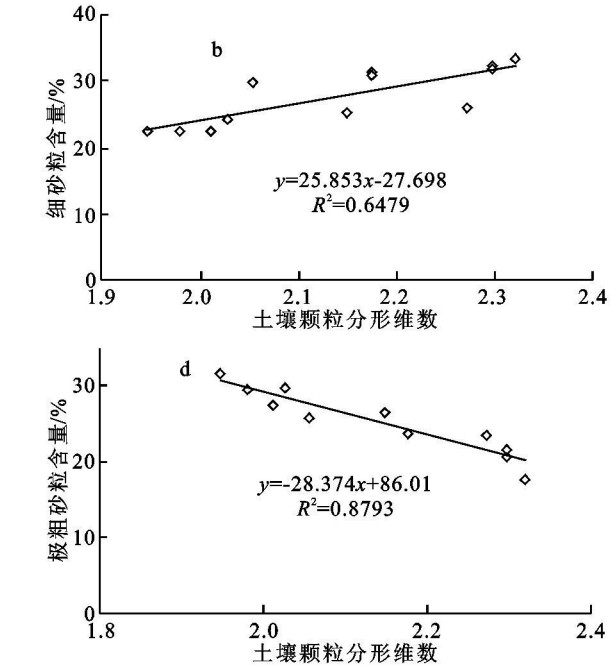 b
40
30
20
10
0
细砂粒含量/%
y=25.853x-27.698
R²=0.6479
1.9 2.0 2.1 2.2 2.3 2.4
土壤颗粒分形维数
d
30
20
10
0
极粗砂粒含量/%
y=-28.374x+86.01
R²=0.8793
1.8 2.0 2.2 2.4
土壤颗粒分形维数